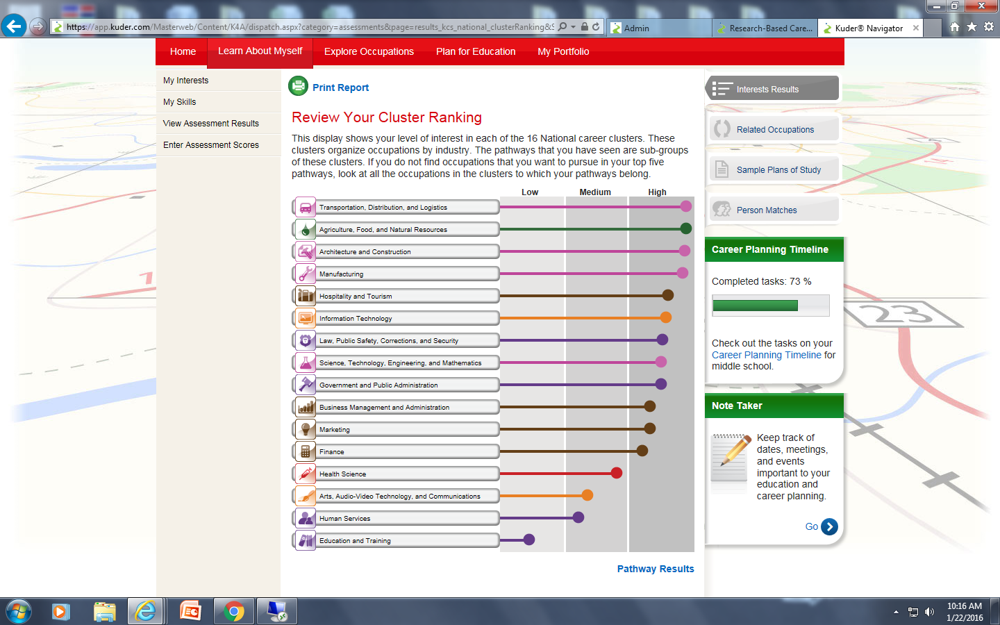 https://app.kuder.com/Masterweb/Content/K4A/dispatch.aspx?category=assessments&page=results_kcs_national_clusterRanking&S
Admin
Research-Based Care...
Kuder® Navigator
Home
Learn About Myself
Explore Occupations
Plan for Education
My Portfolio
My Interests
My Skills
View Assessment Results
Enter Assessment Scores
Print Report
Review Your Cluster Ranking
This display shows your level of interest in each of the 16 National career clusters. These
clusters organize occupations by industry. The pathways that you have seen are sub-groups
of these clusters. If you do not find occupations that you want to pursue in your top five
pathways, look at all the occupations in the clusters to which your pathways belong.
Low Medium High
Transportation, Distribution, and Logistics
Agriculture, Food, and Natural Resources
Architecture and Construction
Manufacturing
Hospitality and Tourism
Information Technology
Law, Public Safety, Corrections, and Security
Science, Technology, Engineering, and Mathematics
Government and Public Administration
Business Management and Administration
Marketing
Finance
Health Science
Arts, Audio-Video Technology, and Communications
Human Services
Education and Training
Pathway Results
Interests Results
Related Occupations
Sample Plans of Study
Person Matches
Career Planning Timeline
Completed tasks: 73 %
Check out the tasks on your
Career Planning Timeline for
middle school.
Note Taker
Keep track of
dates, meetings,
and events
important to your
education and
career planning.
Go
23
10:16 AM
1/22/2016